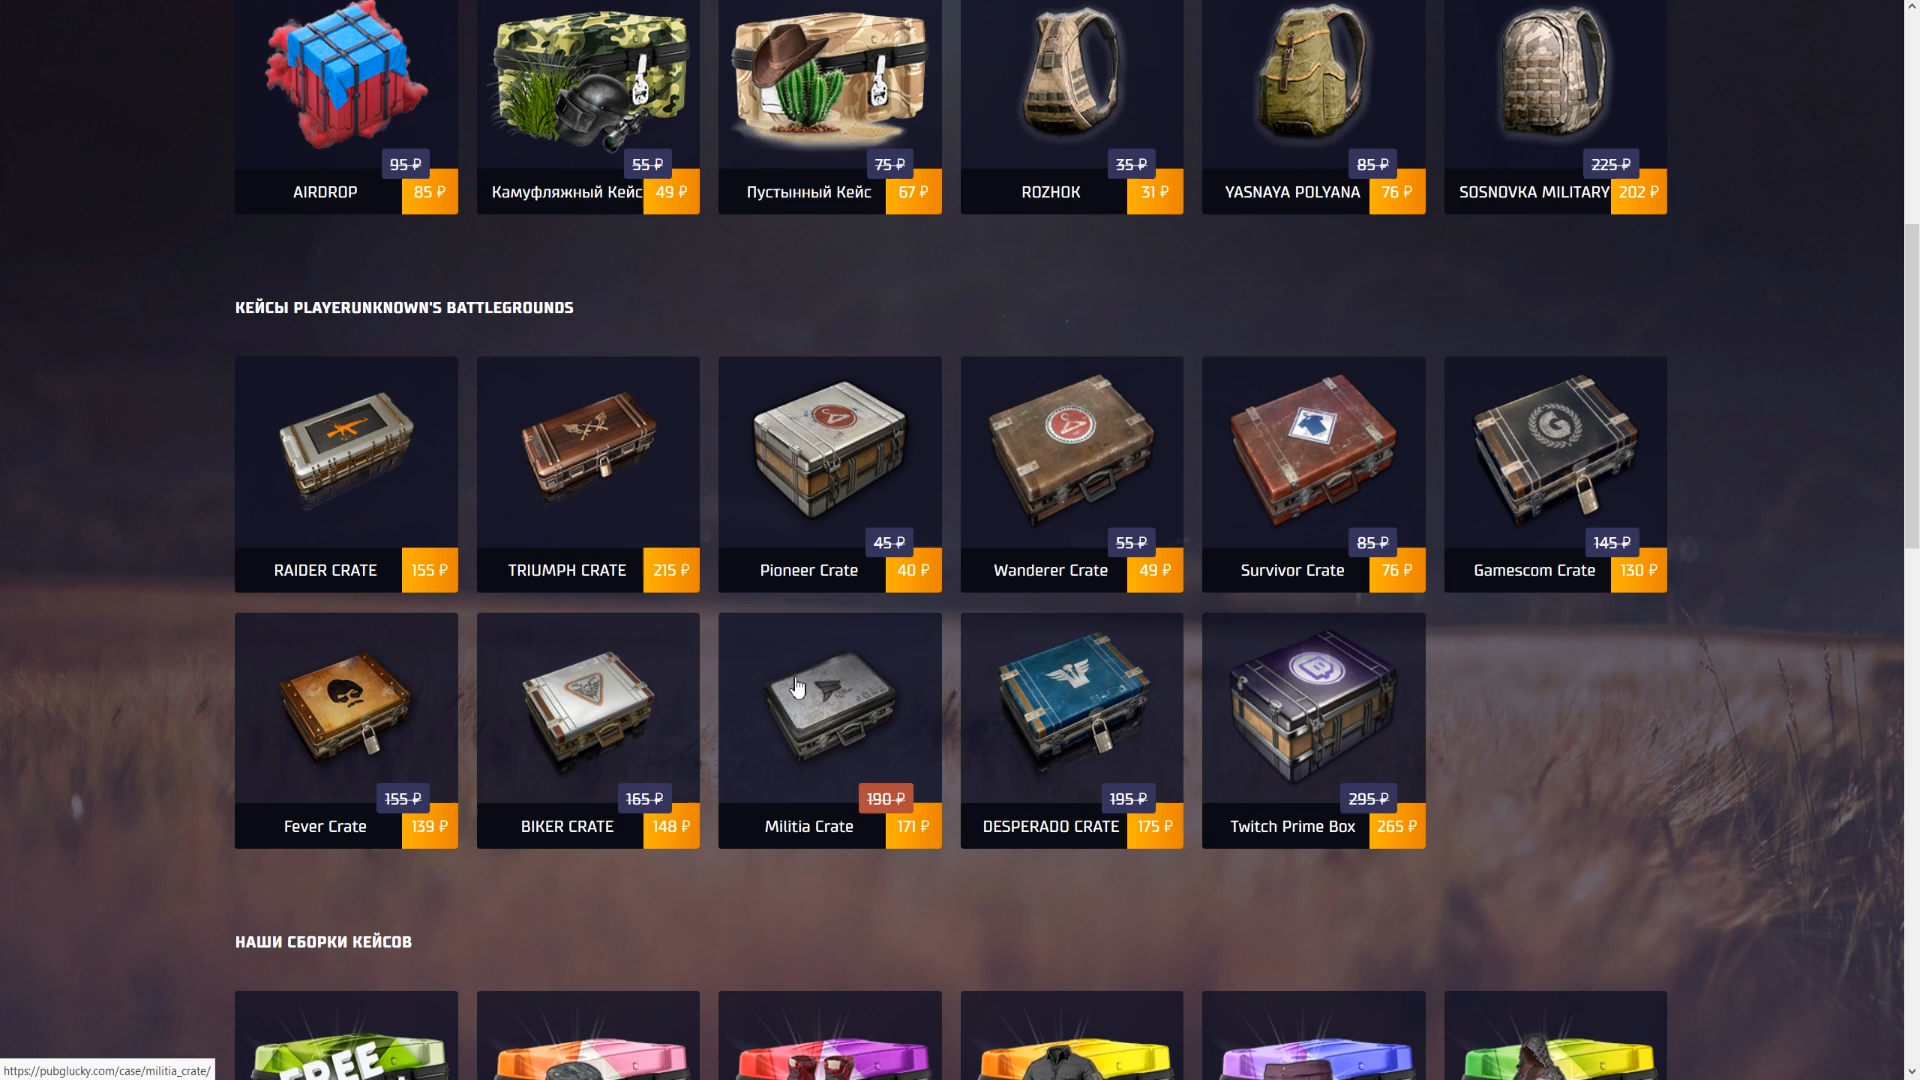 95 ₽
55 ₽
75 ₽
35 ₽
85 ₽
225 ₽
AIRDROP 85 ₽
Камуфляжный Кейс 49 ₽
Пустынный Кейс 67 ₽
ROZHOK 31 ₽
YASNAYA POLYANA 76 ₽
SOSNOVKA MILITARY 202 ₽
КЕЙСЫ PLAYERUNKNOWN'S BATTLEGROUNDS
45 ₽
55 ₽
85 ₽
145 ₽
RAIDER CRATE 155 ₽
TRIUMPH CRATE 215 ₽
Pioneer Crate 40 ₽
Wanderer Crate 49 ₽
Survivor Crate 76 ₽
Gamescom Crate 130 ₽
155 ₽
165 ₽
190 ₽
195 ₽
295 ₽
Fever Crate 139 ₽
BIKER CRATE 148 ₽
Militia Crate 171 ₽
DESPERADO CRATE 175 ₽
Twitch Prime Box 265 ₽
НАШИ СБОРКИ КЕЙСОВ
FREE
https://pubglucky.com/case/militia_crate/